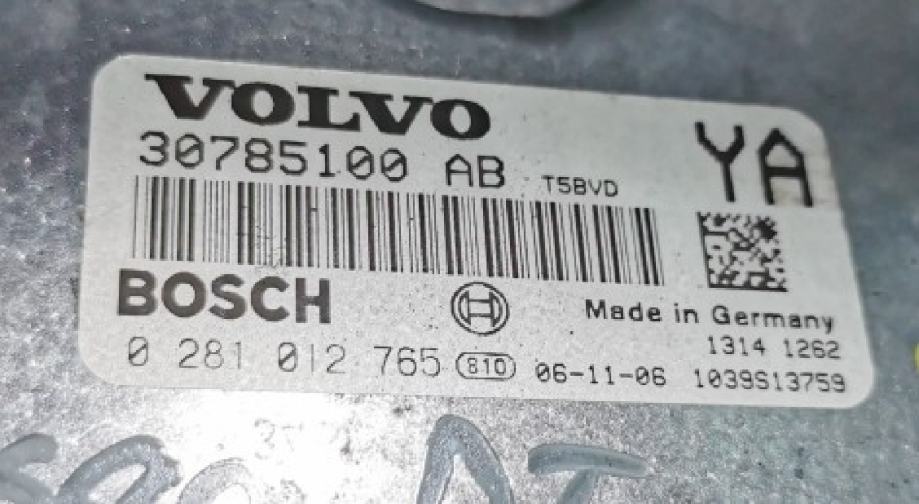 VOLVO
YA
30785100 AB T5BVD
BOSCH
Made in Germany
1314 1262
0 281 012 765 810 06-11-06 1039S13759
AT